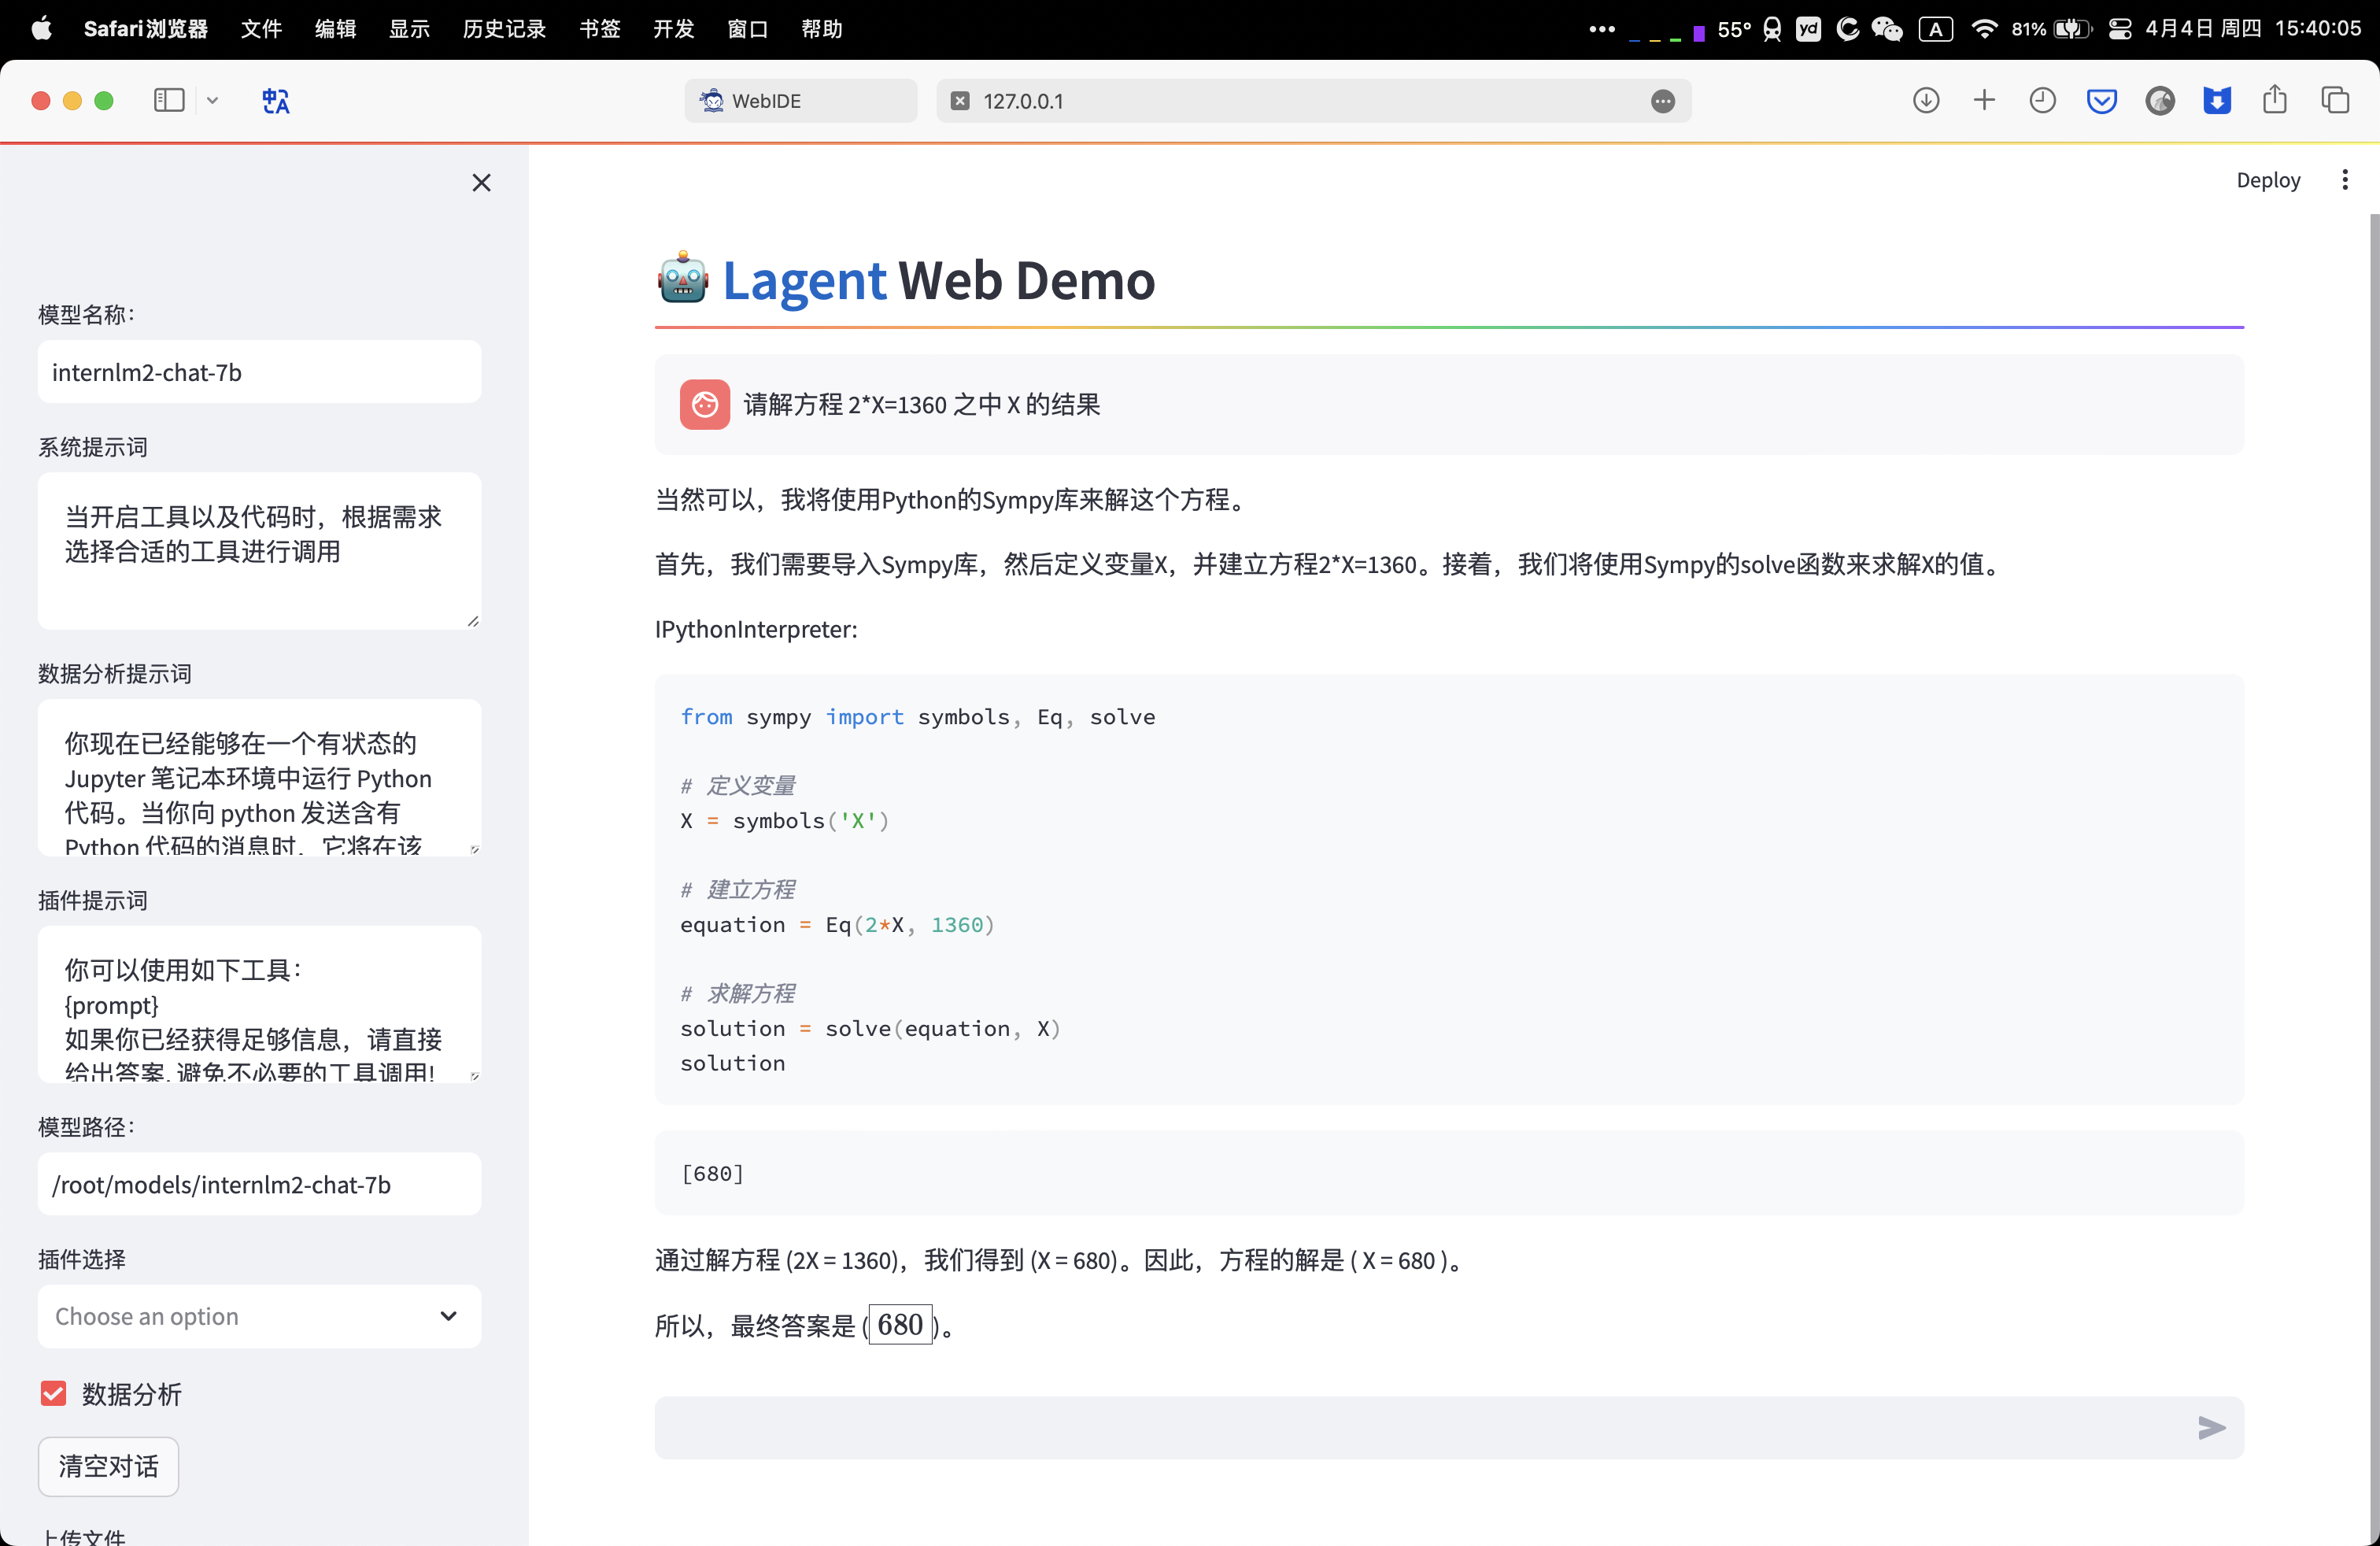 Safari浏览器 文件 编辑 显示 历史记录 书签 开发 窗口 帮助 55° yd A 81% 4月4日 周四 15:40:05
WebIDE 127.0.0.1
Deploy
模型名称：
internlm2-chat-7b
系统提示词
当开启工具以及代码时，根据需求
选择合适的工具进行调用
数据分析提示词
你现在已经能够在一个有状态的
Jupyter 笔记本环境中运行 Python
代码。当你向 python 发送含有
Python 代码的消息时，它将在该
插件提示词
你可以使用如下工具：
{prompt}
如果你已经获得足够信息，请直接
给出答案. 避免不必要的工具调用!
模型路径：
/root/models/internlm2-chat-7b
插件选择
Choose an option
数据分析
清空对话
上传文件
Lagent Web Demo
请解方程 2*X=1360 之中 X 的结果
当然可以，我将使用Python的Sympy库来解这个方程。
首先，我们需要导入Sympy库，然后定义变量X，并建立方程2*X=1360。接着，我们将使用Sympy的solve函数来求解X的值。
IPythonInterpreter:
from sympy import symbols, Eq, solve
# 定义变量
X = symbols('X')
# 建立方程
equation = Eq(2*X, 1360)
# 求解方程
solution = solve(equation, X)
solution
[680]
通过解方程 (2X = 1360)，我们得到 (X = 680)。因此，方程的解是 ( X = 680 )。
所以，最终答案是 (680)。